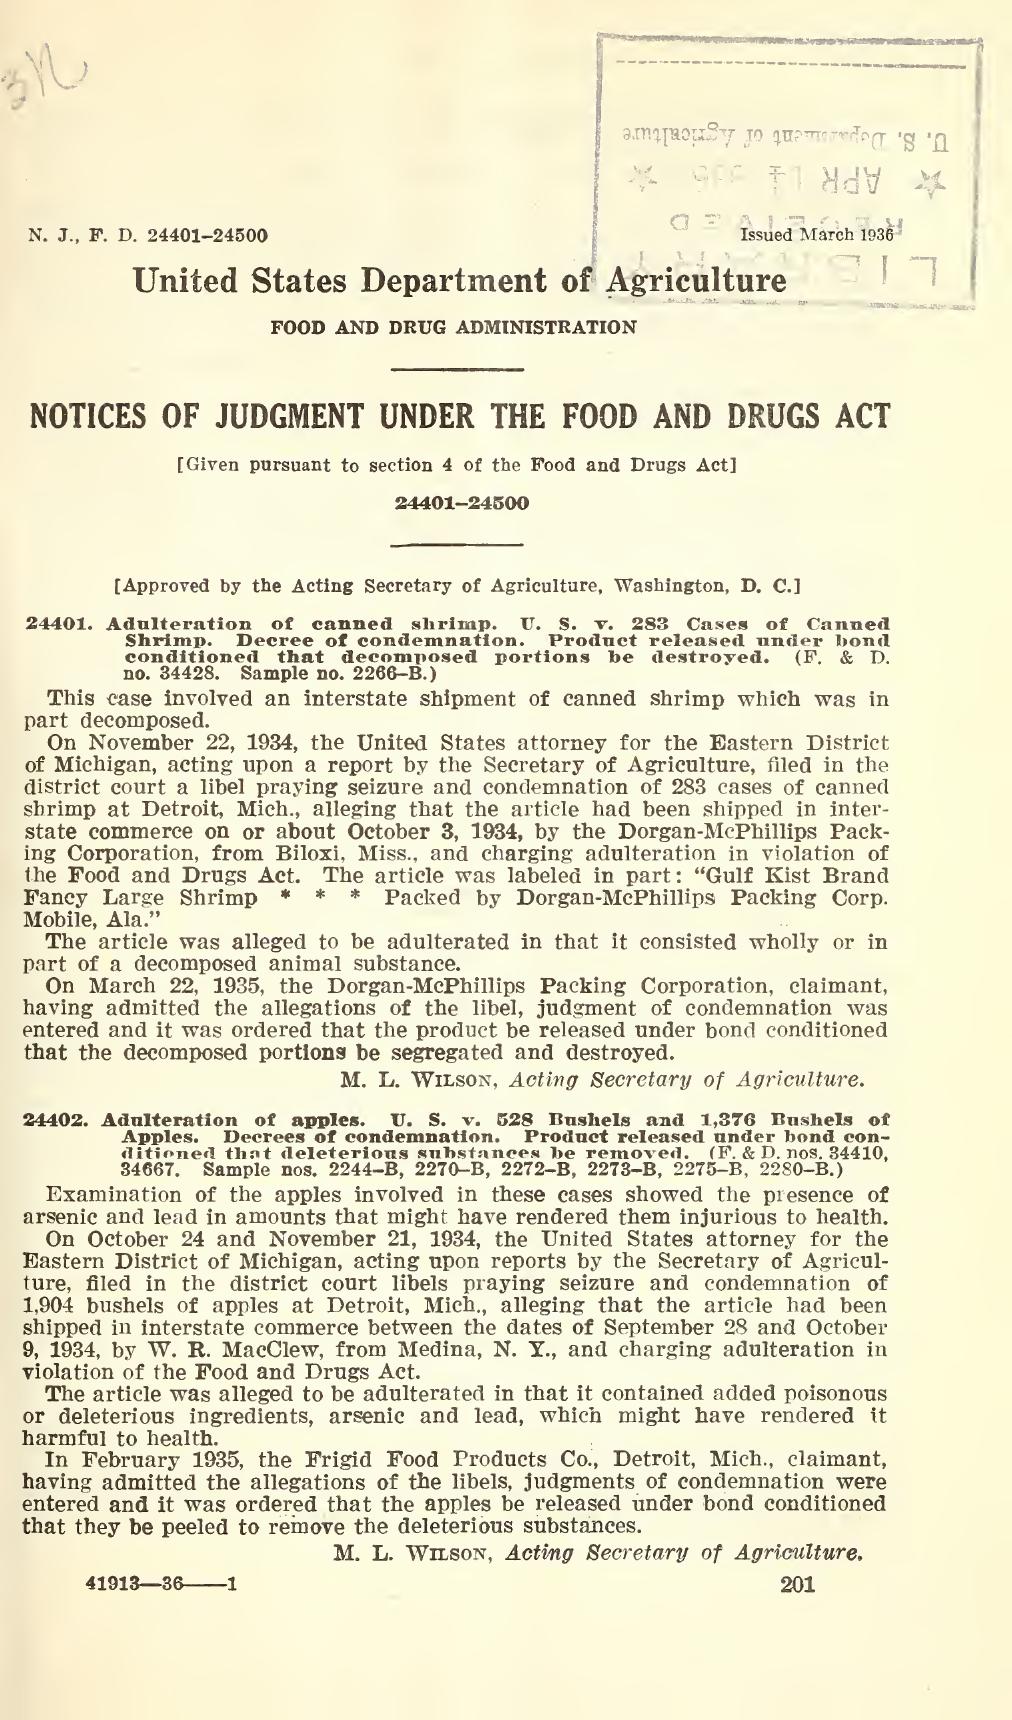 3N
U. S. Department of Agriculture
★ APR ★
RECEIVED
LIBRARY
N. J., F. D. 24401–24500
Issued March 1936
United States Department of Agriculture
FOOD AND DRUG ADMINISTRATION
NOTICES OF JUDGMENT UNDER THE FOOD AND DRUGS ACT
[Given pursuant to section 4 of the Food and Drugs Act]
24401–24500
[Approved by the Acting Secretary of Agriculture, Washington, D. C.]
24401. Adulteration of canned shrimp. U. S. v. 283 Cases of Canned
Shrimp. Decree of condemnation. Product released under bond
conditioned that decomposed portions be destroyed. (F. & D.
no. 34428. Sample no. 2266–B.)
This case involved an interstate shipment of canned shrimp which was in
part decomposed.
On November 22, 1934, the United States attorney for the Eastern District
of Michigan, acting upon a report by the Secretary of Agriculture, filed in the
district court a libel praying seizure and condemnation of 283 cases of canned
shrimp at Detroit, Mich., alleging that the article had been shipped in inter-
state commerce on or about October 3, 1934, by the Dorgan-McPhillips Pack-
ing Corporation, from Biloxi, Miss., and charging adulteration in violation of
the Food and Drugs Act. The article was labeled in part: “Gulf Kist Brand
Fancy Large Shrimp * * * Packed by Dorgan-McPhillips Packing Corp.
Mobile, Ala.”
The article was alleged to be adulterated in that it consisted wholly or in
part of a decomposed animal substance.
On March 22, 1935, the Dorgan-McPhillips Packing Corporation, claimant,
having admitted the allegations of the libel, judgment of condemnation was
entered and it was ordered that the product be released under bond conditioned
that the decomposed portions be segregated and destroyed.
M. L. WILSON, Acting Secretary of Agriculture.
24402. Adulteration of apples. U. S. v. 528 Bushels and 1,376 Bushels of
Apples. Decrees of condemnation. Product released under bond con-
ditioned that deleterious substances be removed. (F. & D. nos. 34410,
34667. Sample nos. 2244–B, 2270–B, 2272–B, 2273–B, 2275–B, 2280–B.)
Examination of the apples involved in these cases showed the presence of
arsenic and lead in amounts that might have rendered them injurious to health.
On October 24 and November 21, 1934, the United States attorney for the
Eastern District of Michigan, acting upon reports by the Secretary of Agricul-
ture, filed in the district court libels praying seizure and condemnation of
1,904 bushels of apples at Detroit, Mich., alleging that the article had been
shipped in interstate commerce between the dates of September 28 and October
9, 1934, by W. R. MacClew, from Medina, N. Y., and charging adulteration in
violation of the Food and Drugs Act.
The article was alleged to be adulterated in that it contained added poisonous
or deleterious ingredients, arsenic and lead, which might have rendered it
harmful to health.
In February 1935, the Frigid Food Products Co., Detroit, Mich., claimant,
having admitted the allegations of the libels, judgments of condemnation were
entered and it was ordered that the apples be released under bond conditioned
that they be peeled to remove the deleterious substances.
M. L. WILSON, Acting Secretary of Agriculture.
41913—36——1
201